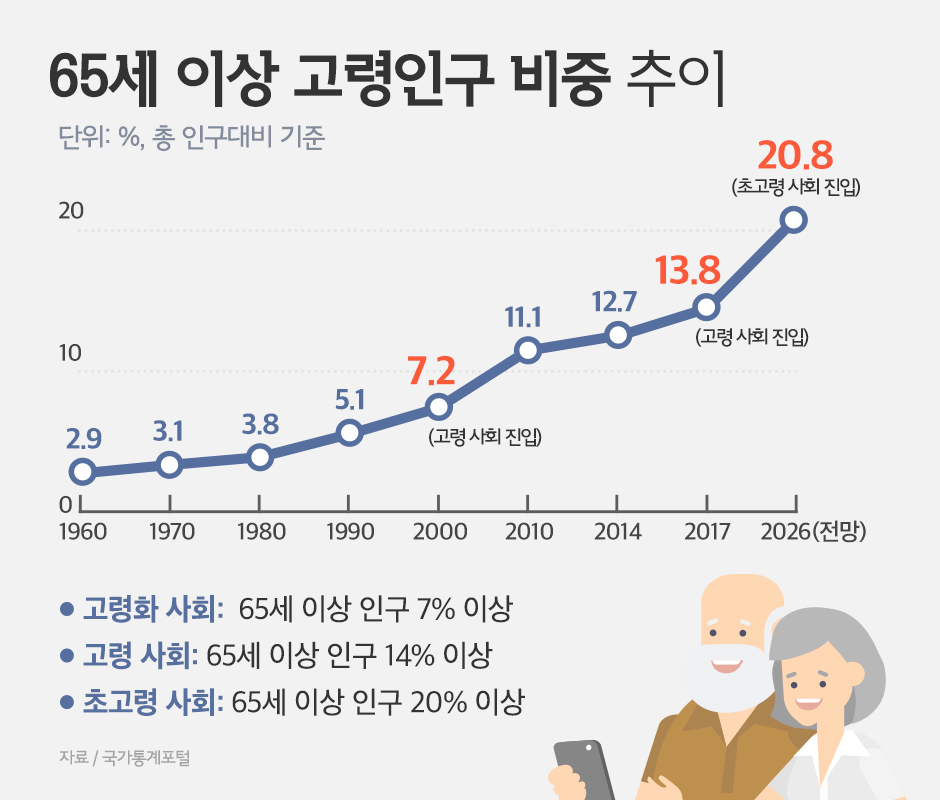 65세 이상 고령인구 비중 추이
단위: %, 총 인구대비 기준
20.8
(초고령 사회 진입)
20
13.8
12.7
11.1
(고령 사회 진입)
10
7.2
5.1
3.8
3.1
2.9
(고령 사회 진입)
0
1960 1970 1980 1990 2000 2010 2014 2017 2026(전망)
● 고령화 사회: 65세 이상 인구 7% 이상
● 고령 사회: 65세 이상 인구 14% 이상
● 초고령 사회: 65세 이상 인구 20% 이상
자료 / 국가통계포털